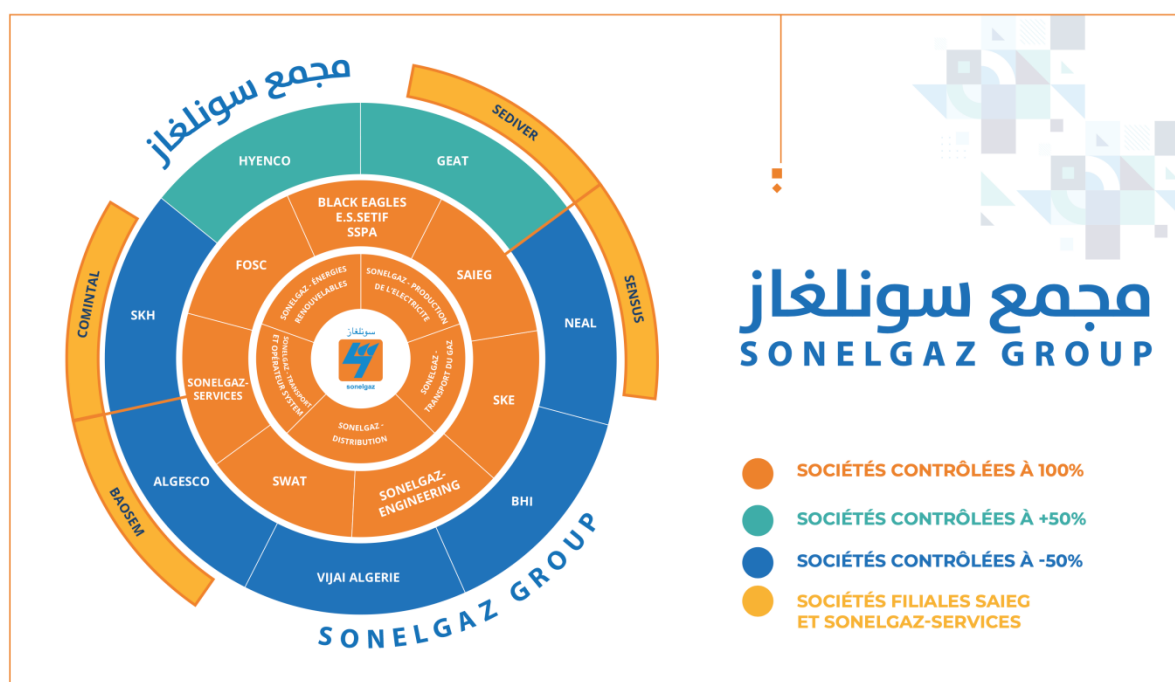 مجمع سونلغاز
SEDIVER
HYENCO
GEAT
BLACK EAGLES
E.S.SETIF
SSPA
COMINTAL
SKH
FOSC
SAIEG
NEAL
SENSUS
SONELGAZ - ÉNERGIES
RENOUVELABLES
SONELGAZ - PRODUCTION
DE L'ELECTRICITE
سونلغاز
sonelgaz
SONELGAZ - TRANSPORT
ET OPÉRATEUR SYSTEM
SONELGAZ -
TRANSPORT DU GAZ
SONELGAZ-
SERVICES
SKE
SONELGAZ -
DISTRIBUTION
BAOSEM
ALGESCO
SWAT
SONELGAZ-
ENGINEERING
BHI
VIJAI ALGERIE
SONELGAZ GROUP
مجمع سونلغاز
SONELGAZ GROUP
SOCIÉTÉS CONTRÔLÉES À 100%
SOCIÉTÉS CONTRÔLÉES À +50%
SOCIÉTÉS CONTRÔLÉES À -50%
SOCIÉTÉS FILIALES SAIEG
ET SONELGAZ-SERVICES